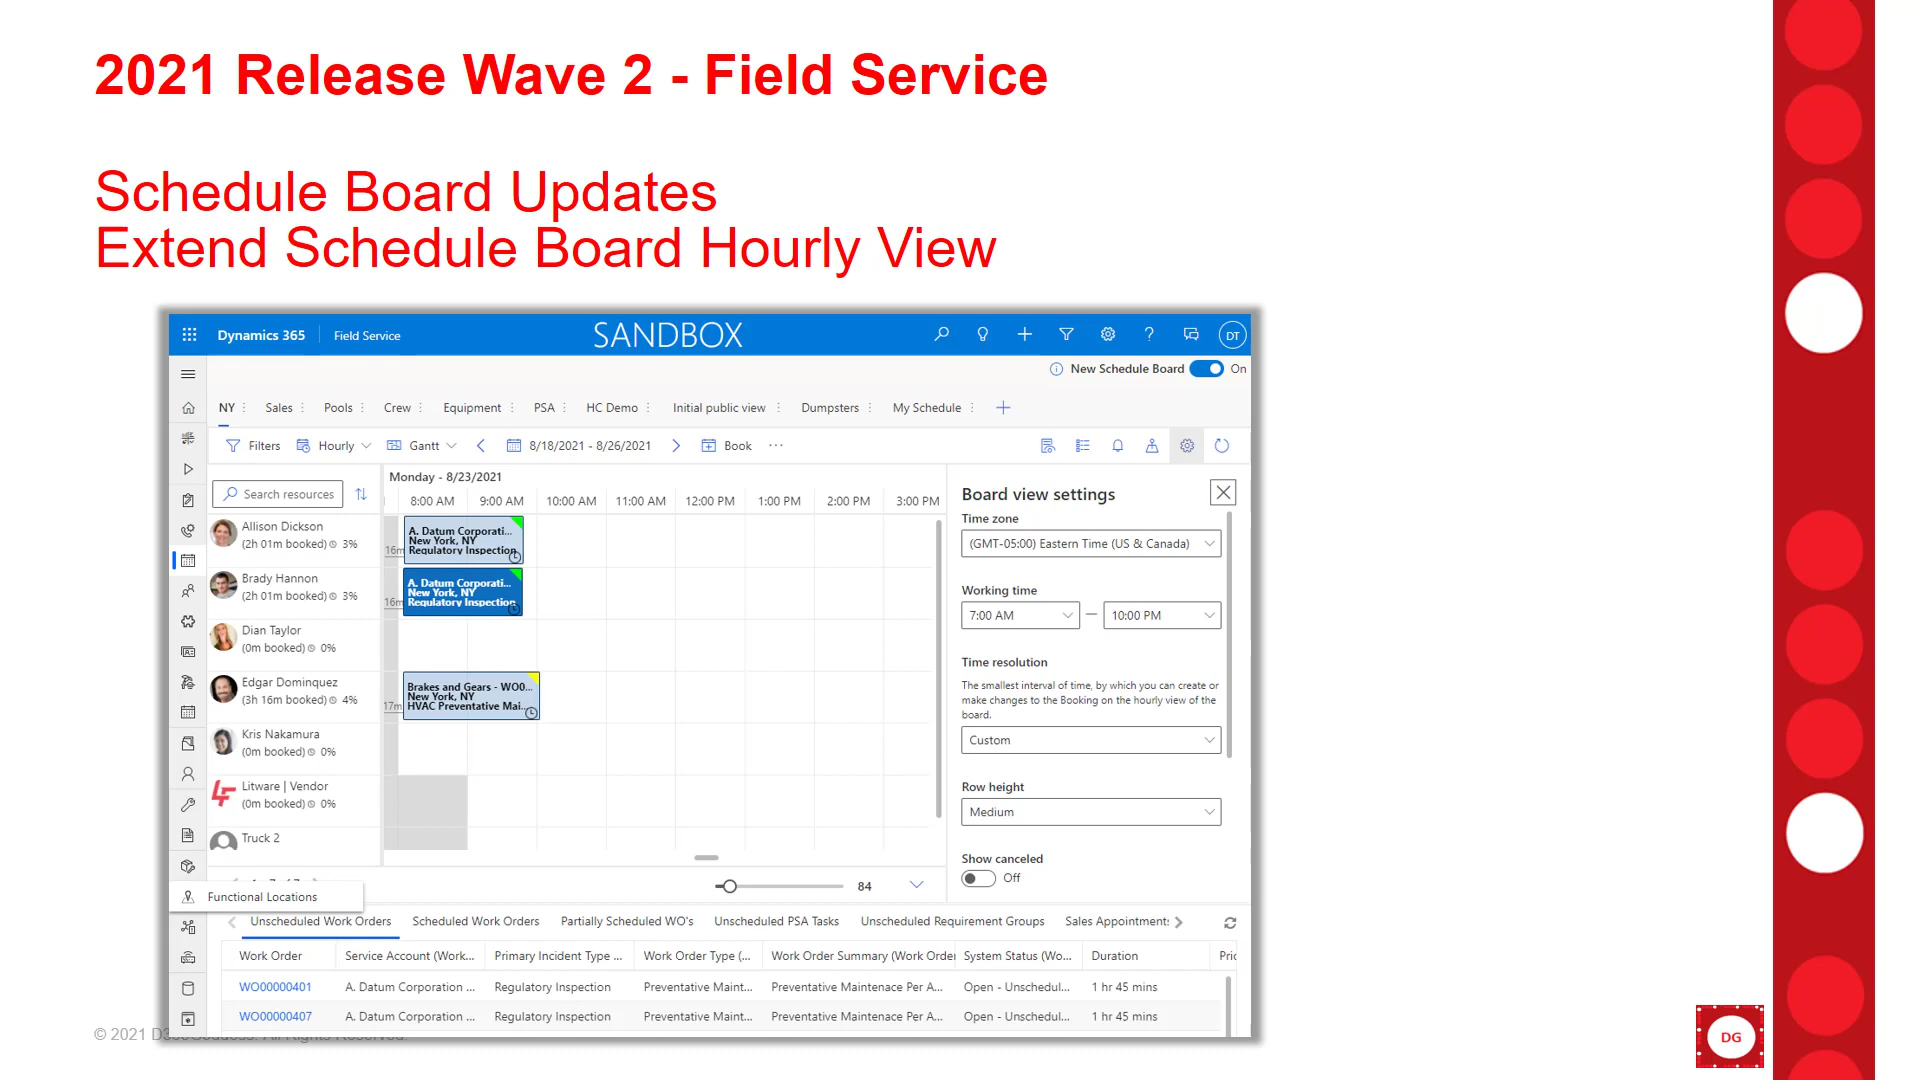 2021 Release Wave 2 - Field Service
Schedule Board Updates
Extend Schedule Board Hourly View
Dynamics 365
Field Service
SANDBOX
DT
New Schedule Board
On
NY
Sales
Pools
Crew
Equipment
PSA
HC Demo
Initial public view
Dumpsters
My Schedule
Filters
Hourly
Gantt
8/18/2021 - 8/26/2021
Book
Search resources
Monday - 8/23/2021
8:00 AM
9:00 AM
10:00 AM
11:00 AM
12:00 PM
1:00 PM
2:00 PM
3:00 PM
Allison Dickson
(2h 01m booked) 3%
16m
A. Datum Corporati...
New York, NY
Regulatory Inspection
Brady Hannon
(2h 01m booked) 3%
16m
A. Datum Corporati...
New York, NY
Regulatory Inspection
Dian Taylor
(0m booked) 0%
Edgar Dominquez
(3h 16m booked) 4%
17m
Brakes and Gears - WO0...
New York, NY
HVAC Preventative Mai...
Kris Nakamura
(0m booked) 0%
Litware | Vendor
(0m booked) 0%
Truck 2
84
Board view settings
Time zone
(GMT-05:00) Eastern Time (US & Canada)
Working time
7:00 AM
10:00 PM
Time resolution
The smallest interval of time, by which you can create or
make changes to the Booking on the hourly view of the
board.
Custom
Row height
Medium
Show canceled
Off
Functional Locations
Unscheduled Work Orders
Scheduled Work Orders
Partially Scheduled WO's
Unscheduled PSA Tasks
Unscheduled Requirement Groups
Sales Appointments
Work Order
Service Account (Work...
Primary Incident Type ...
Work Order Type (...
Work Order Summary (Work Order
System Status (Wo...
Duration
WO00000401
A. Datum Corporation ...
Regulatory Inspection
Preventative Maint...
Preventative Maintenace Per A...
Open - Unschedul...
1 hr 45 mins
WO00000407
A. Datum Corporation ...
Regulatory Inspection
Preventative Maint...
Preventative Maintenace Per A...
Open - Unschedul...
1 hr 45 mins
© 2021
DG